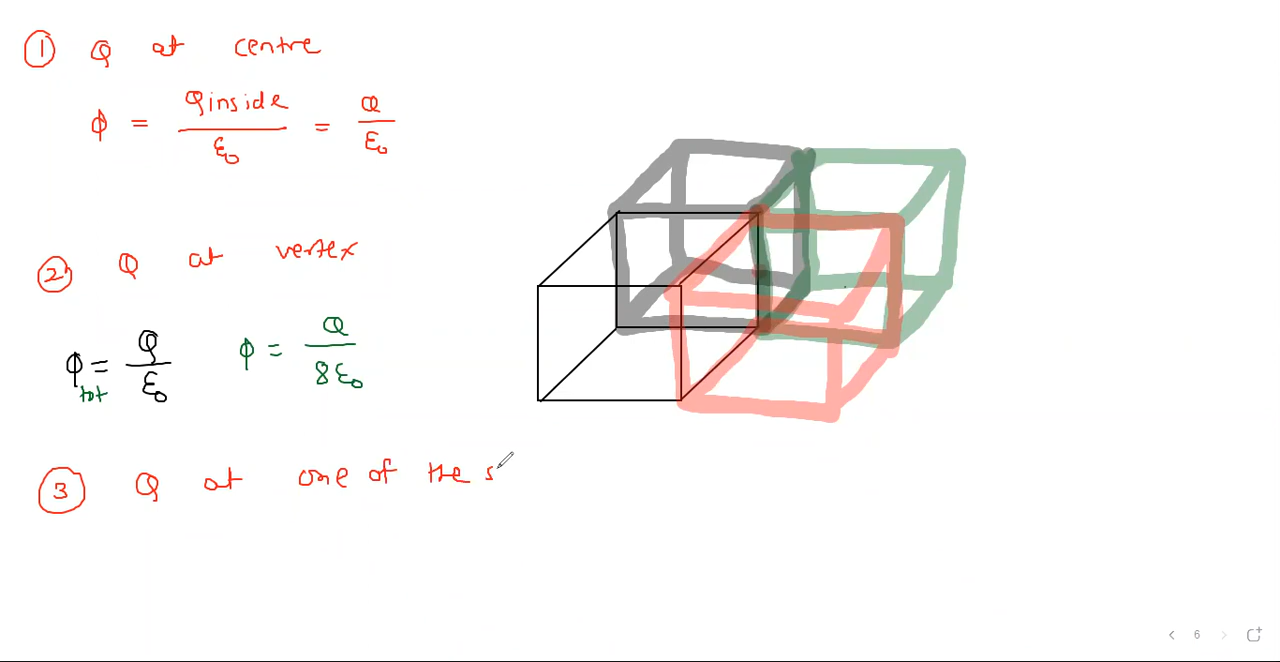 1 Q at centre
ϕ = Qinside / ε₀ = Q / ε₀
2 Q at vertex
ϕtot = Q / ε₀ ϕ = Q / 8ε₀
3 Q at one of the s
6